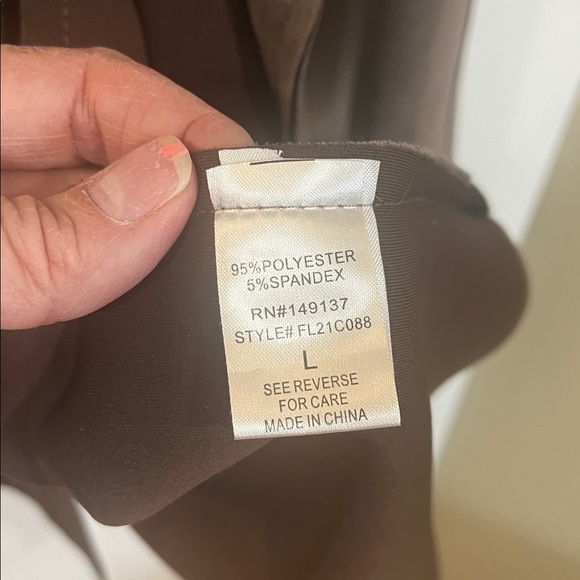 95%POLYESTER
5%SPANDEX
RN#149137
STYLE# FL21C088
L
SEE REVERSE
FOR CARE
MADE IN CHINA